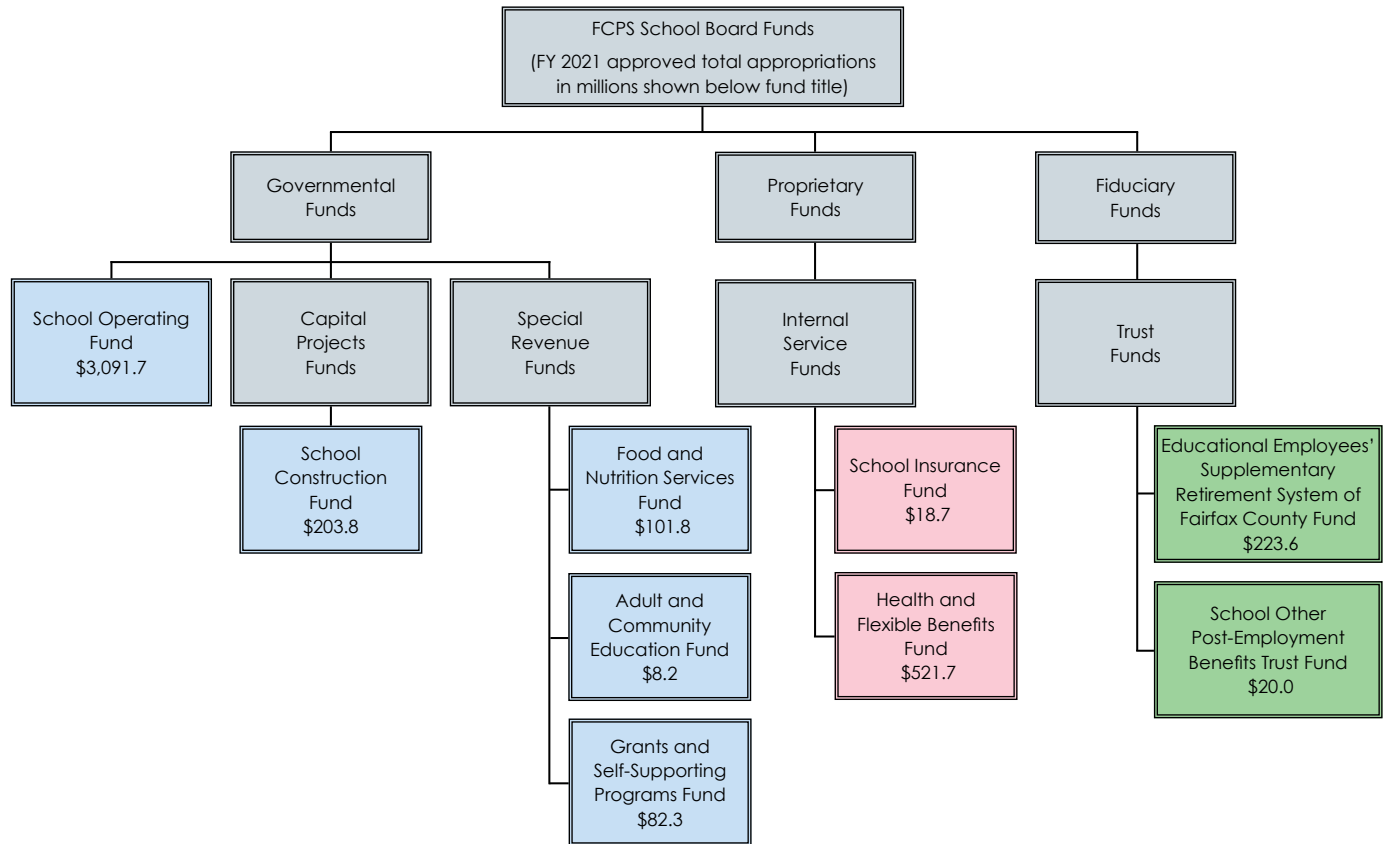 FCPS School Board Funds
(FY 2021 approved total appropriations
in millions shown below fund title)
Governmental
Funds
Proprietary
Funds
Fiduciary
Funds
School Operating
Fund
$3,091.7
Capital
Projects
Funds
Special
Revenue
Funds
Internal
Service
Funds
Trust
Funds
School
Construction
Fund
$203.8
Food and
Nutrition Services
Fund
$101.8
School Insurance
Fund
$18.7
Educational Employees’
Supplementary
Retirement System of
Fairfax County Fund
$223.6
Adult and
Community
Education Fund
$8.2
Health and
Flexible Benefits
Fund
$521.7
School Other
Post-Employment
Benefits Trust Fund
$20.0
Grants and
Self-Supporting
Programs Fund
$82.3